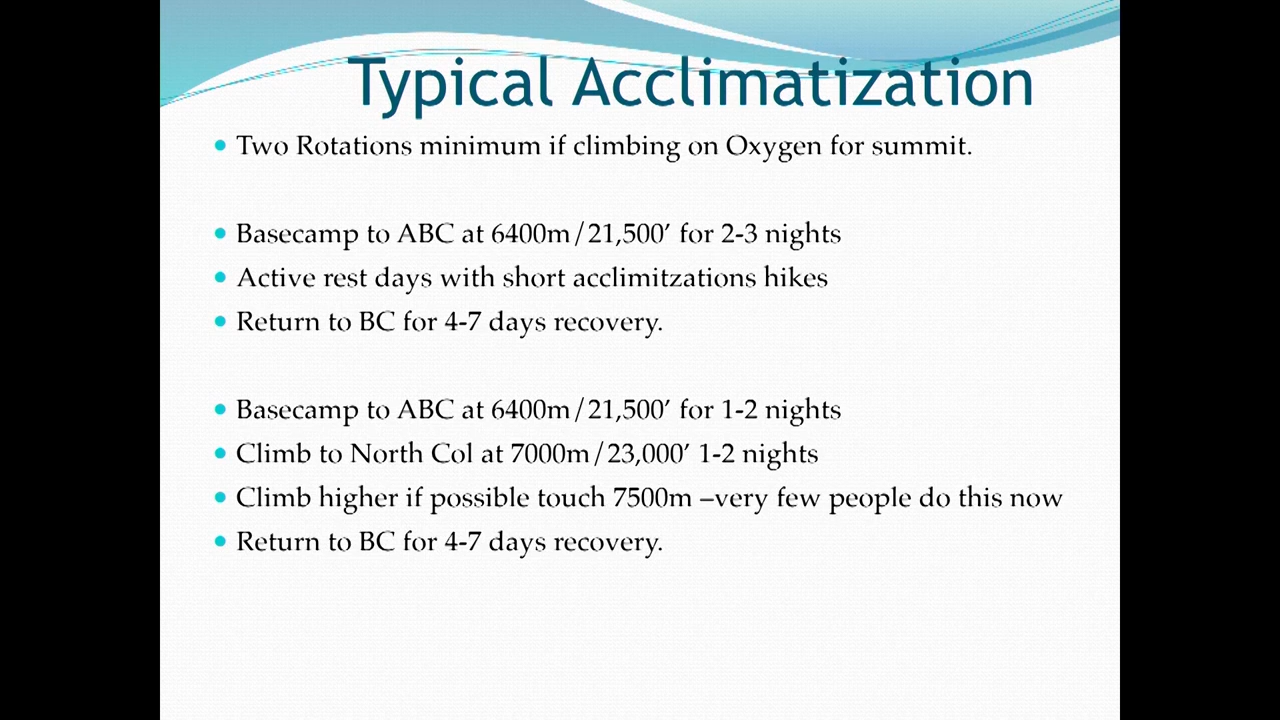 Typical Acclimatization
Two Rotations minimum if climbing on Oxygen for summit.
Basecamp to ABC at 6400m/21,500’ for 2-3 nights
Active rest days with short acclimitzations hikes
Return to BC for 4-7 days recovery.
Basecamp to ABC at 6400m/21,500’ for 1-2 nights
Climb to North Col at 7000m/23,000’ 1-2 nights
Climb higher if possible touch 7500m –very few people do this now
Return to BC for 4-7 days recovery.